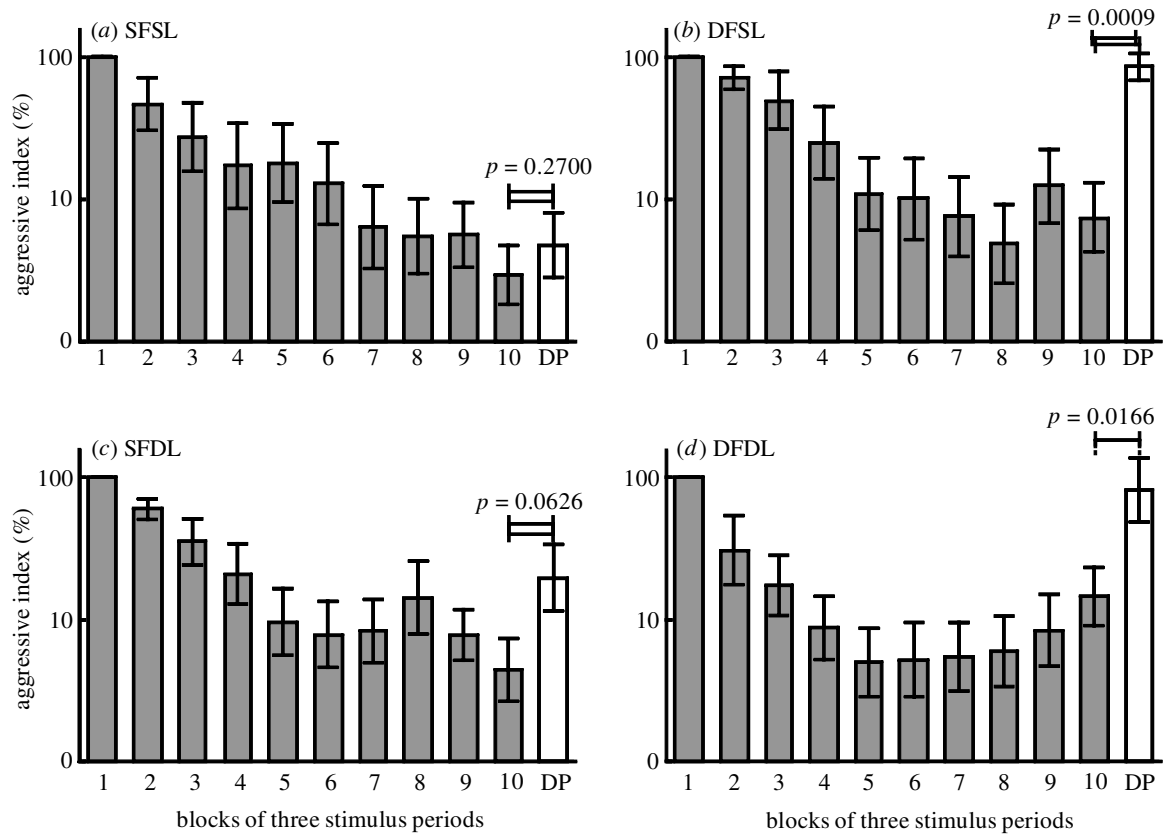 (a) SFSL
p = 0.2700
aggressive index (%)
100
10
0
1 2 3 4 5 6 7 8 9 10 DP
(b) DFSL
p = 0.0009
100
10
0
1 2 3 4 5 6 7 8 9 10 DP
(c) SFDL
p = 0.0626
aggressive index (%)
100
10
0
1 2 3 4 5 6 7 8 9 10 DP
blocks of three stimulus periods
(d) DFDL
p = 0.0166
100
10
0
1 2 3 4 5 6 7 8 9 10 DP
blocks of three stimulus periods